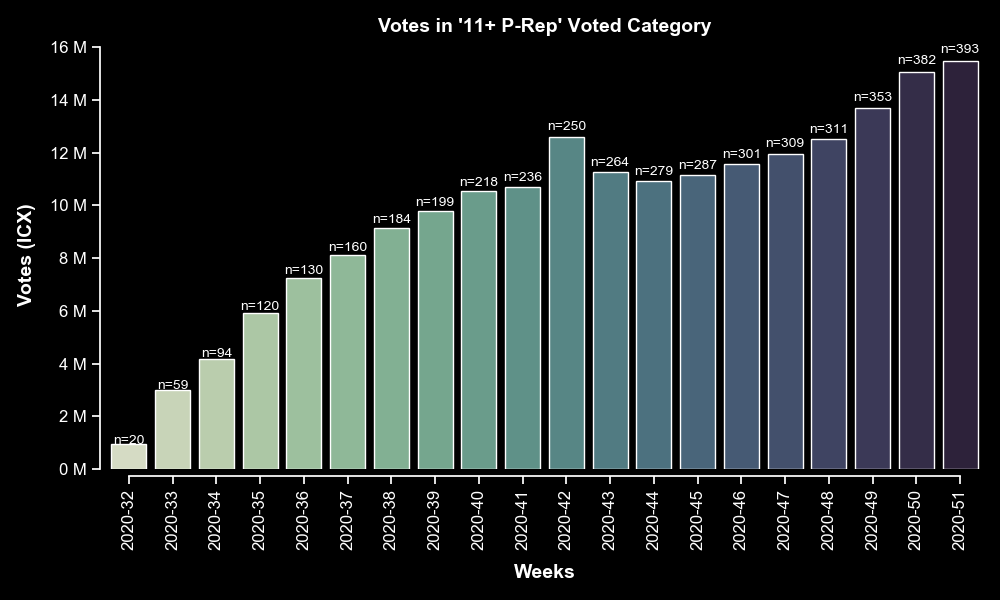 Votes in '11+ P-Rep' Voted Category
Votes (ICX)
16 M
14 M
12 M
10 M
8 M
6 M
4 M
2 M
0 M
n=20
n=59
n=94
n=120
n=130
n=160
n=184
n=199
n=218
n=236
n=250
n=264
n=279
n=287
n=301
n=309
n=311
n=353
n=382
n=393
2020-32
2020-33
2020-34
2020-35
2020-36
2020-37
2020-38
2020-39
2020-40
2020-41
2020-42
2020-43
2020-44
2020-45
2020-46
2020-47
2020-48
2020-49
2020-50
2020-51
Weeks